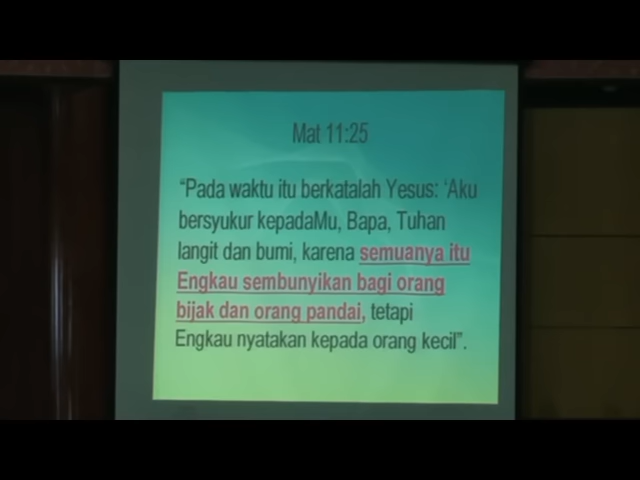 Mat 11:25
“Pada waktu itu berkatalah Yesus: ‘Aku
bersyukur kepadaMu, Bapa, Tuhan
langit dan bumi, karena semuanya itu
Engkau sembunyikan bagi orang
bijak dan orang pandai, tetapi
Engkau nyatakan kepada orang kecil”.